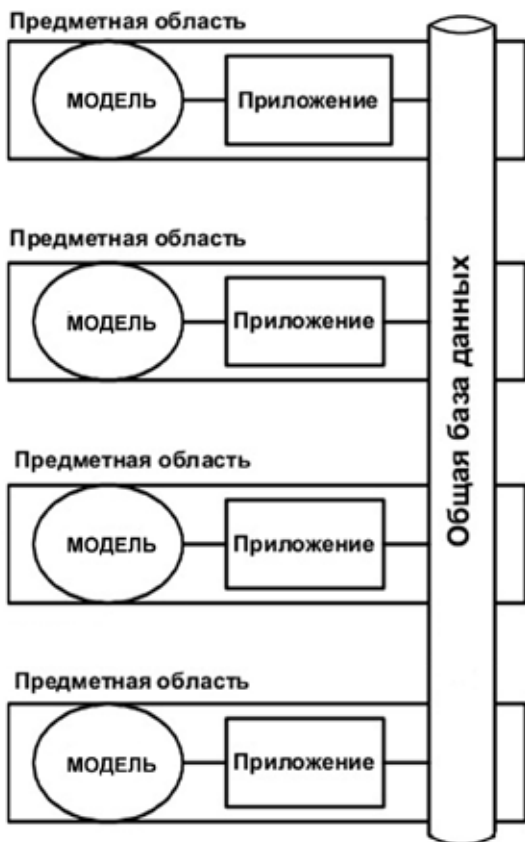 Предметная область
МОДЕЛЬ
Приложение
Предметная область
МОДЕЛЬ
Приложение
Предметная область
МОДЕЛЬ
Приложение
Предметная область
МОДЕЛЬ
Приложение
Общая база данных